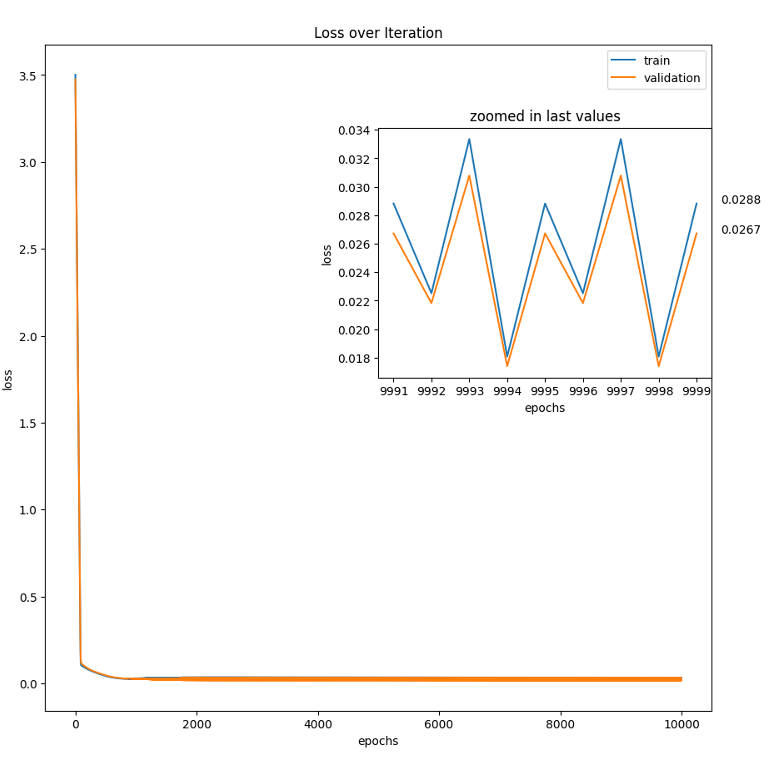 Loss over Iteration
train
validation
zoomed in last values
0.034
0.032
0.030
0.028
0.026
0.024
0.022
0.020
0.018
loss
9991 9992 9993 9994 9995 9996 9997 9998 9999
epochs
0.0288
0.0267
3.5
3.0
2.5
2.0
1.5
1.0
0.5
0.0
loss
0 2000 4000 6000 8000 10000
epochs